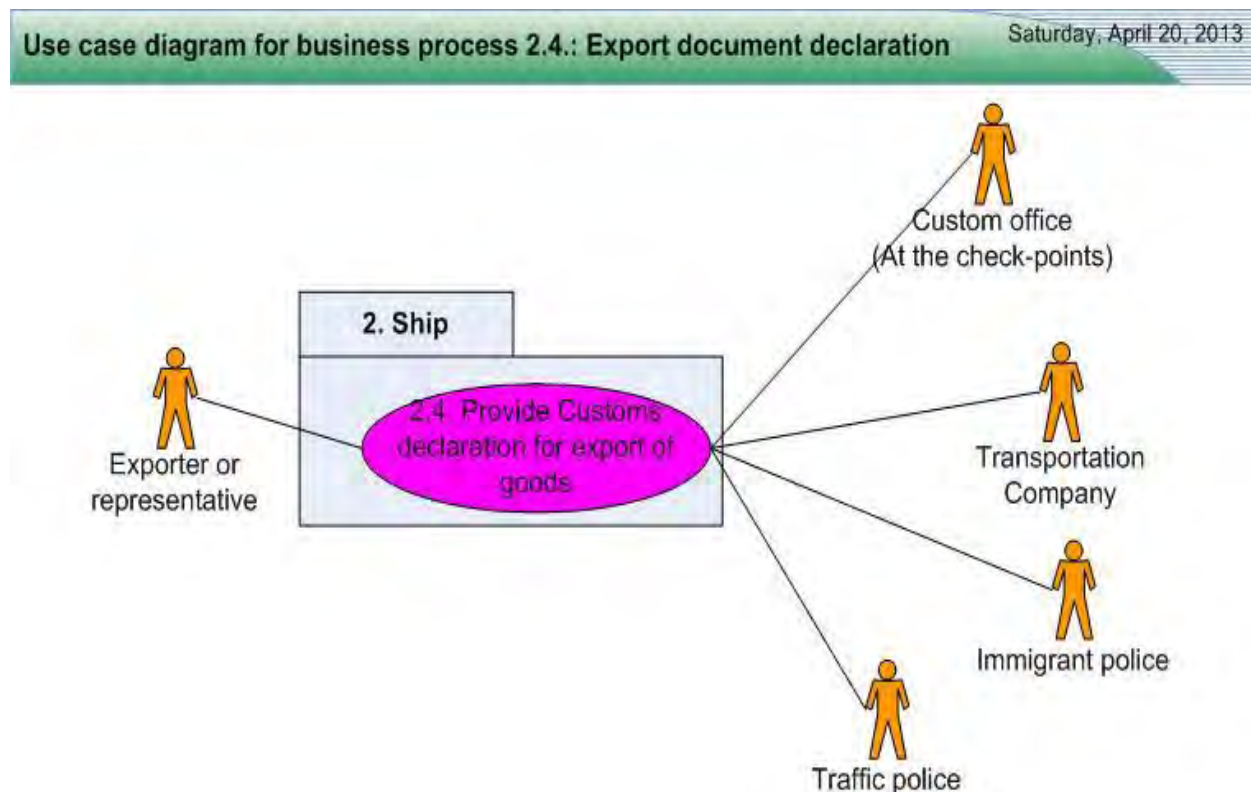 Use case diagram for business process 2.4.: Export document declaration
Saturday, April 20, 2013
Custom office
(At the check-points)
2. Ship
2.4. Provide Customs
declaration for export of
goods
Exporter or
representative
Transportation
Company
Immigrant police
Traffic police